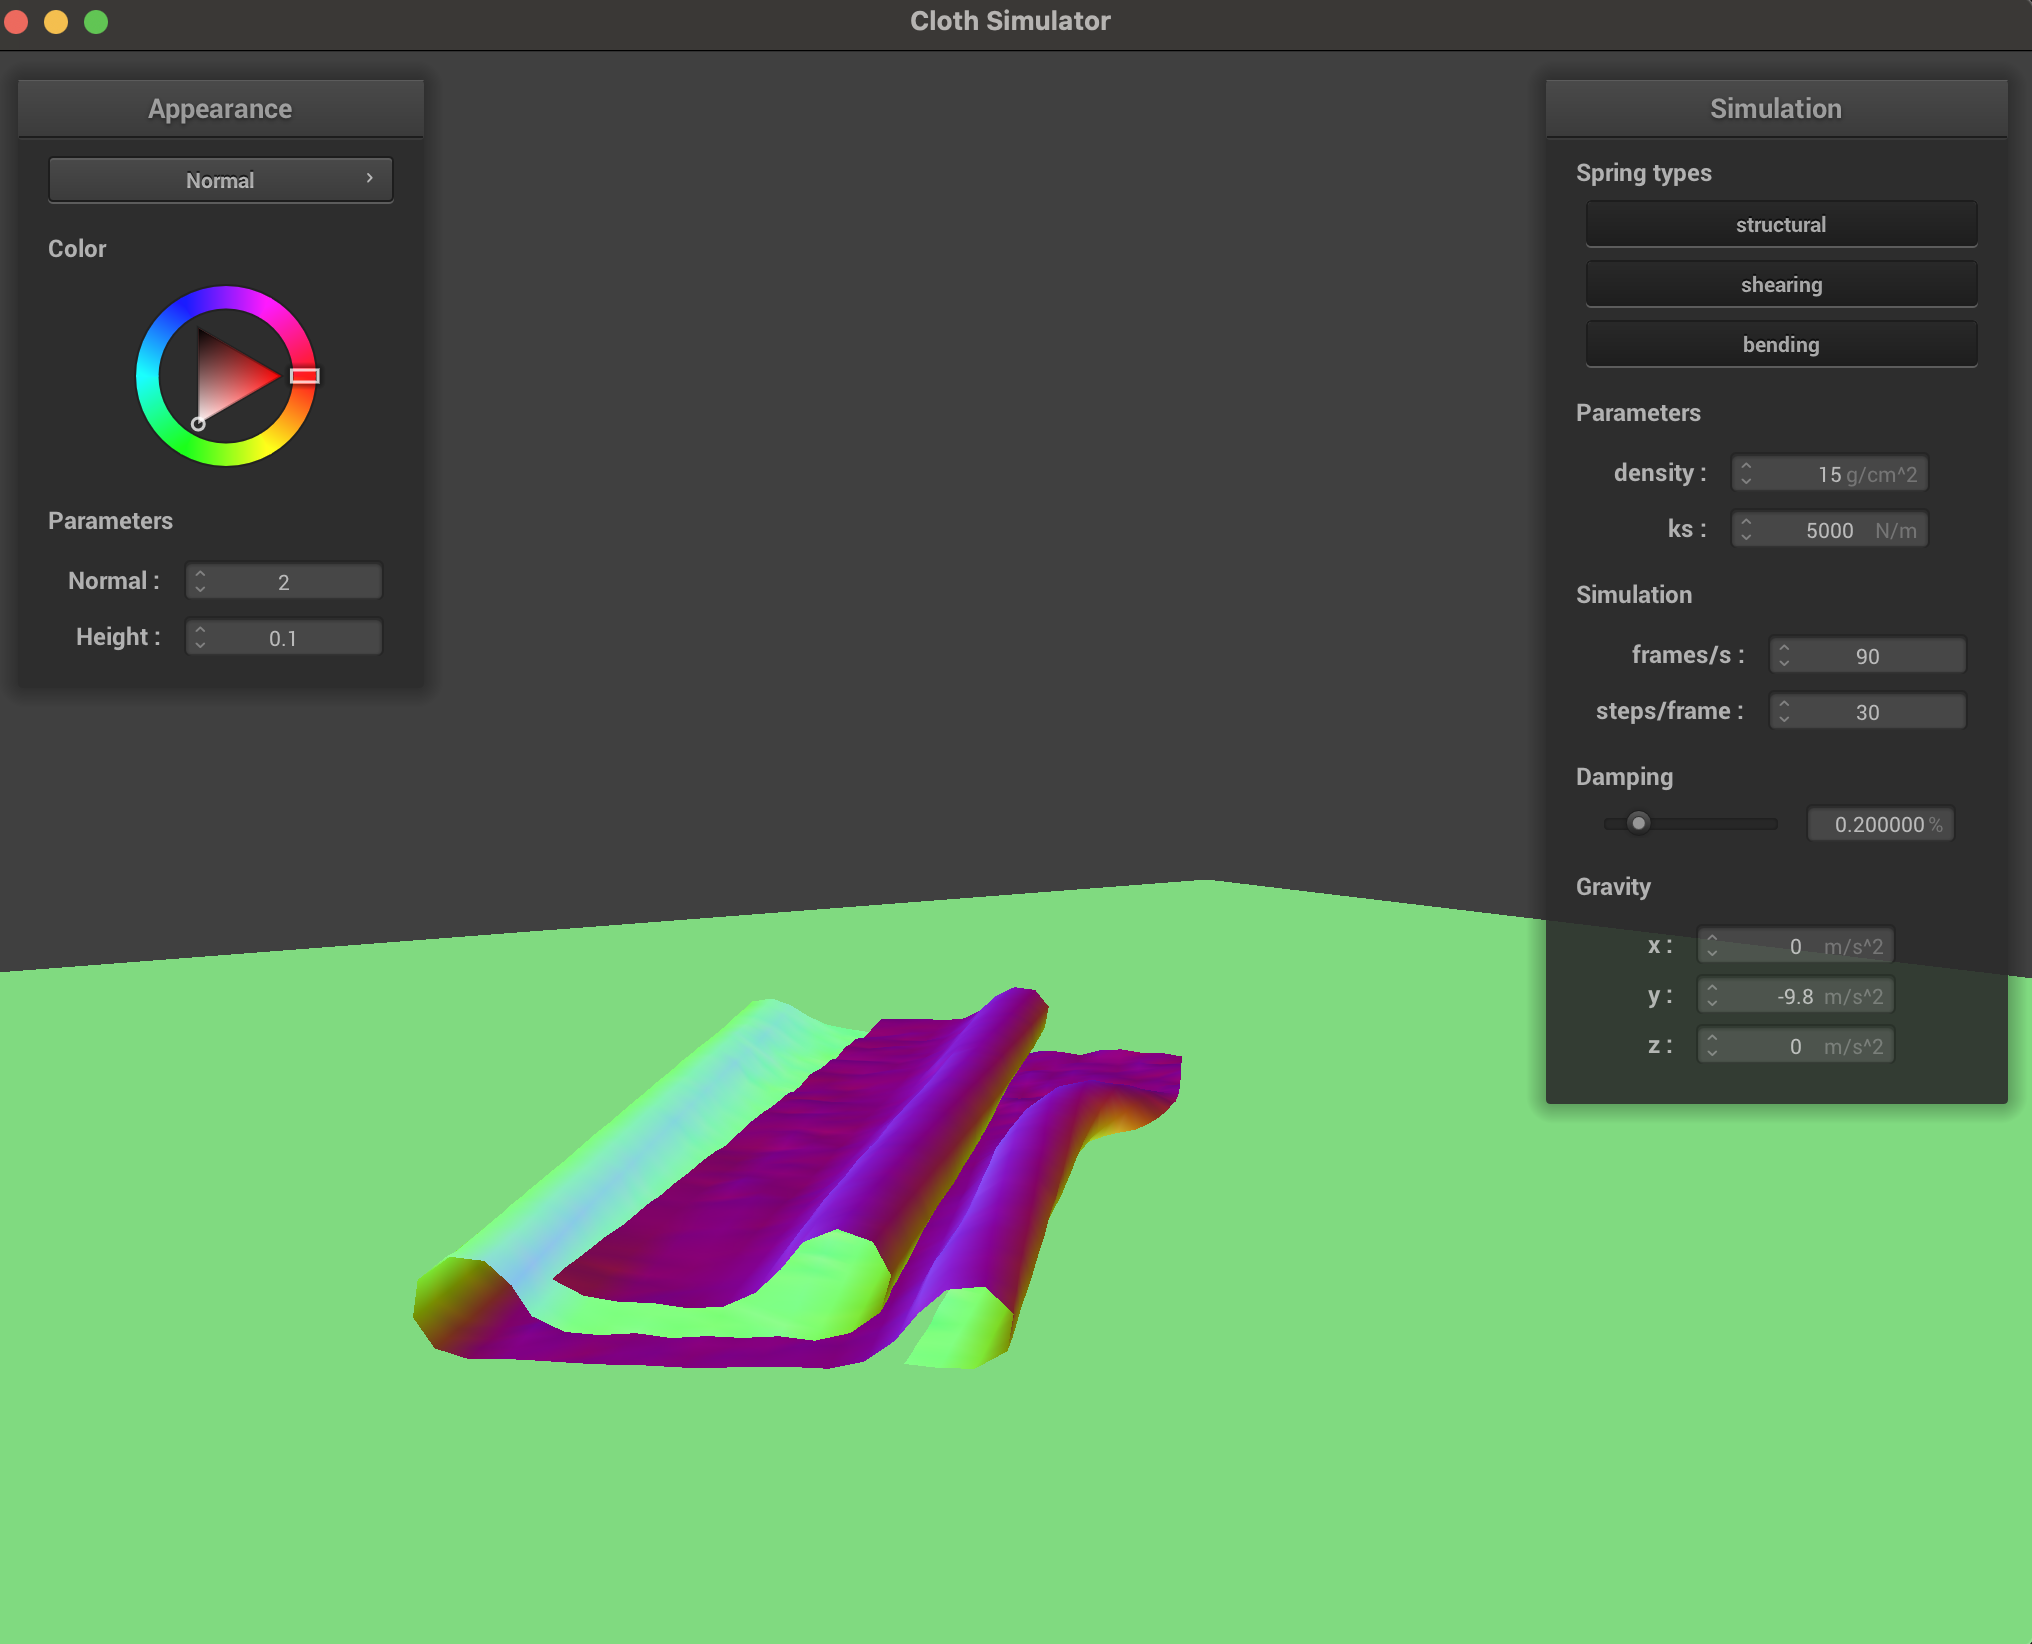 Cloth Simulator
Appearance
Normal
Color
Parameters
Normal : 2
Height : 0.1
Simulation
Spring types
structural
shearing
bending
Parameters
density : 15 g/cm^2
ks : 5000 N/m
Simulation
frames/s : 90
steps/frame : 30
Damping
0.200000 %
Gravity
x : 0 m/s^2
y : -9.8 m/s^2
z : 0 m/s^2